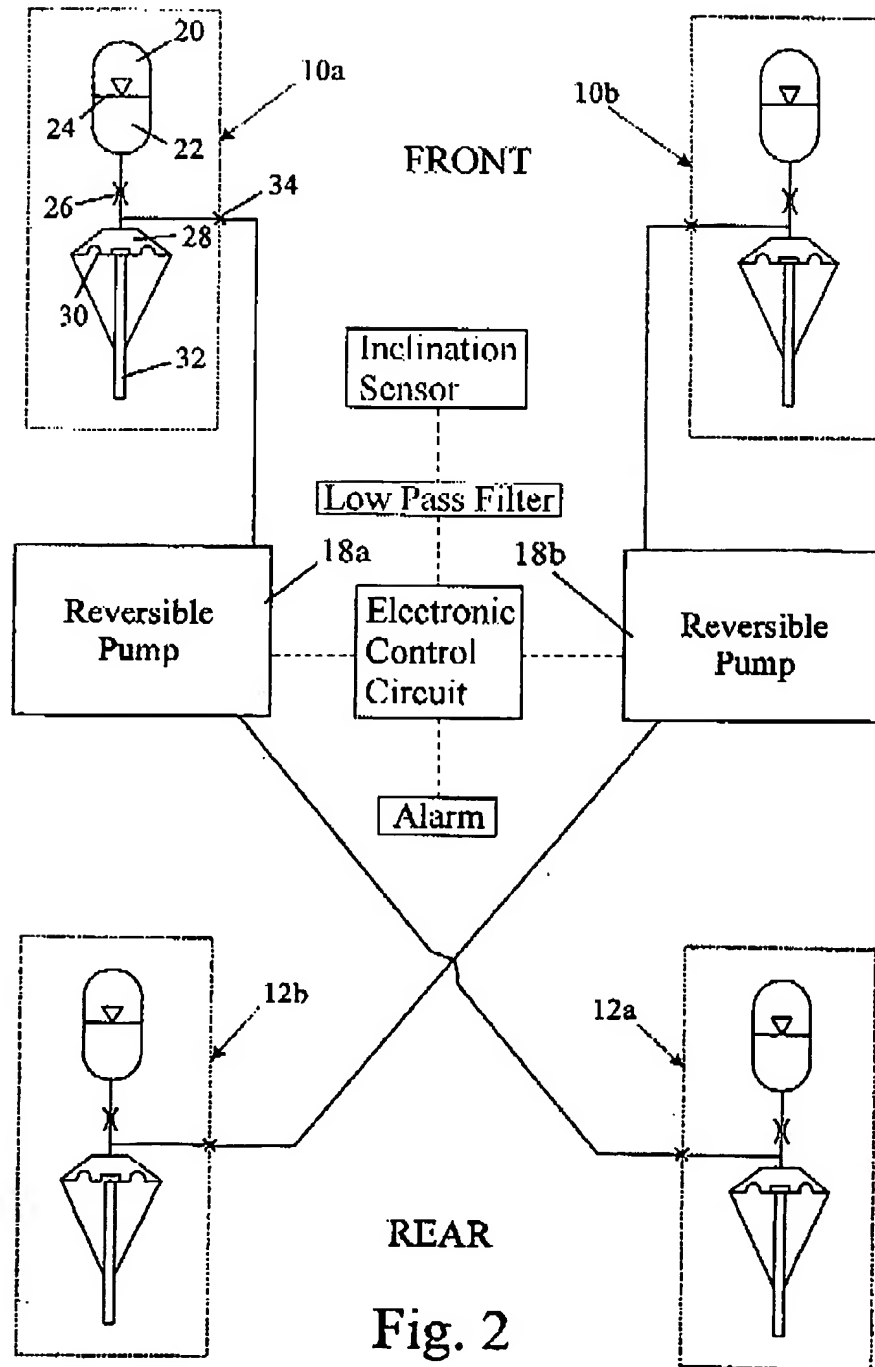 20
10a
24
22
10b
FRONT
26
34
28
30
32
Inclination
Sensor
Low Pass Filter
18a
18b
Reversible
Pump
Electronic
Control
Circuit
Reversible
Pump
Alarm
12b
12a
REAR
Fig. 2